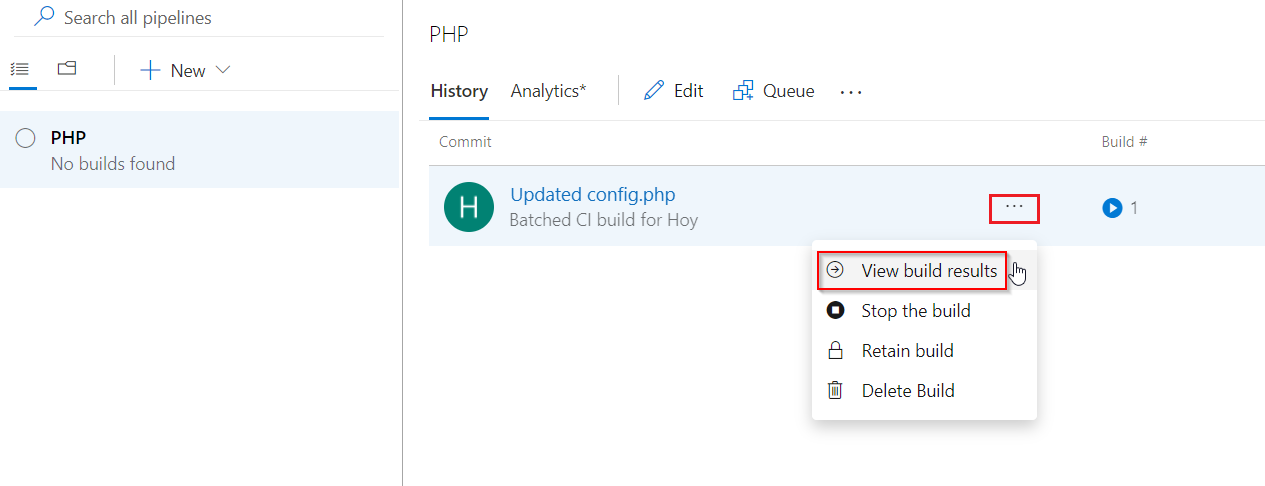 Search all pipelines
New
PHP
No builds found
PHP
History Analytics* Edit Queue ...
Commit Build #
H
Updated config.php
Batched CI build for Hoy
... 1
View build results
Stop the build
Retain build
Delete Build